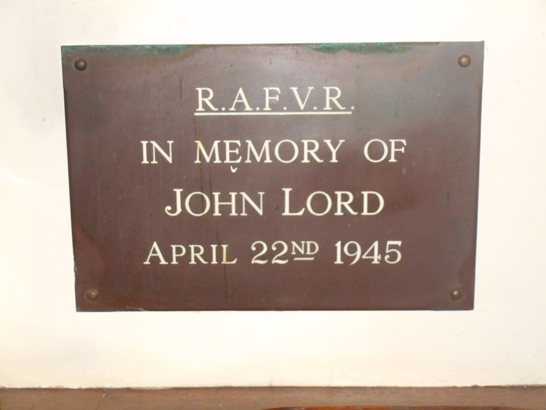 R.A.F.V.R.
IN MEMORY OF
JOHN LORD
APRIL 22ND 1945